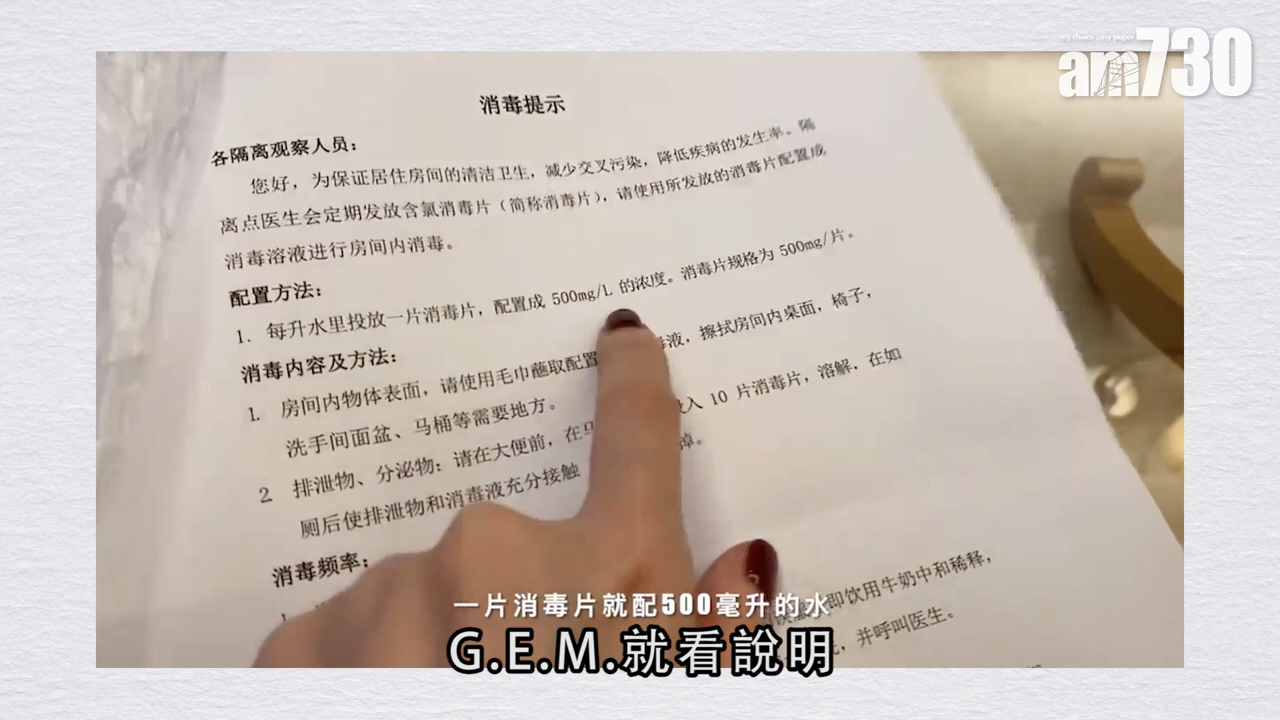 my choice . my paper
am730
消毒提示
各隔离观察人员：
您好，为保证居住房间的清洁卫生，减少交叉污染，降低疾病的发生率。隔
离点医生会定期发放含氯消毒片（简称消毒片），请使用所发放的消毒片配置成
消毒溶液进行房间内消毒。
配置方法：
1. 每升水里投放一片消毒片，配置成 500mg/L 的浓度。消毒片规格为 500mg/片。
消毒内容及方法：
1. 房间内物体表面，请使用毛巾蘸取配置 液，擦拭房间内桌面，椅子，
洗手间面盆、马桶等需要地方。
2. 排泄物、分泌物：请在大便前，在马 入 10 片消毒片，溶解，在如
厕后使排泄物和消毒液充分接触 掉。
消毒频率：
即饮用牛奶中和稀释，
，并呼叫医生。
一片消毒片就配500毫升的水
G.E.M.就看說明